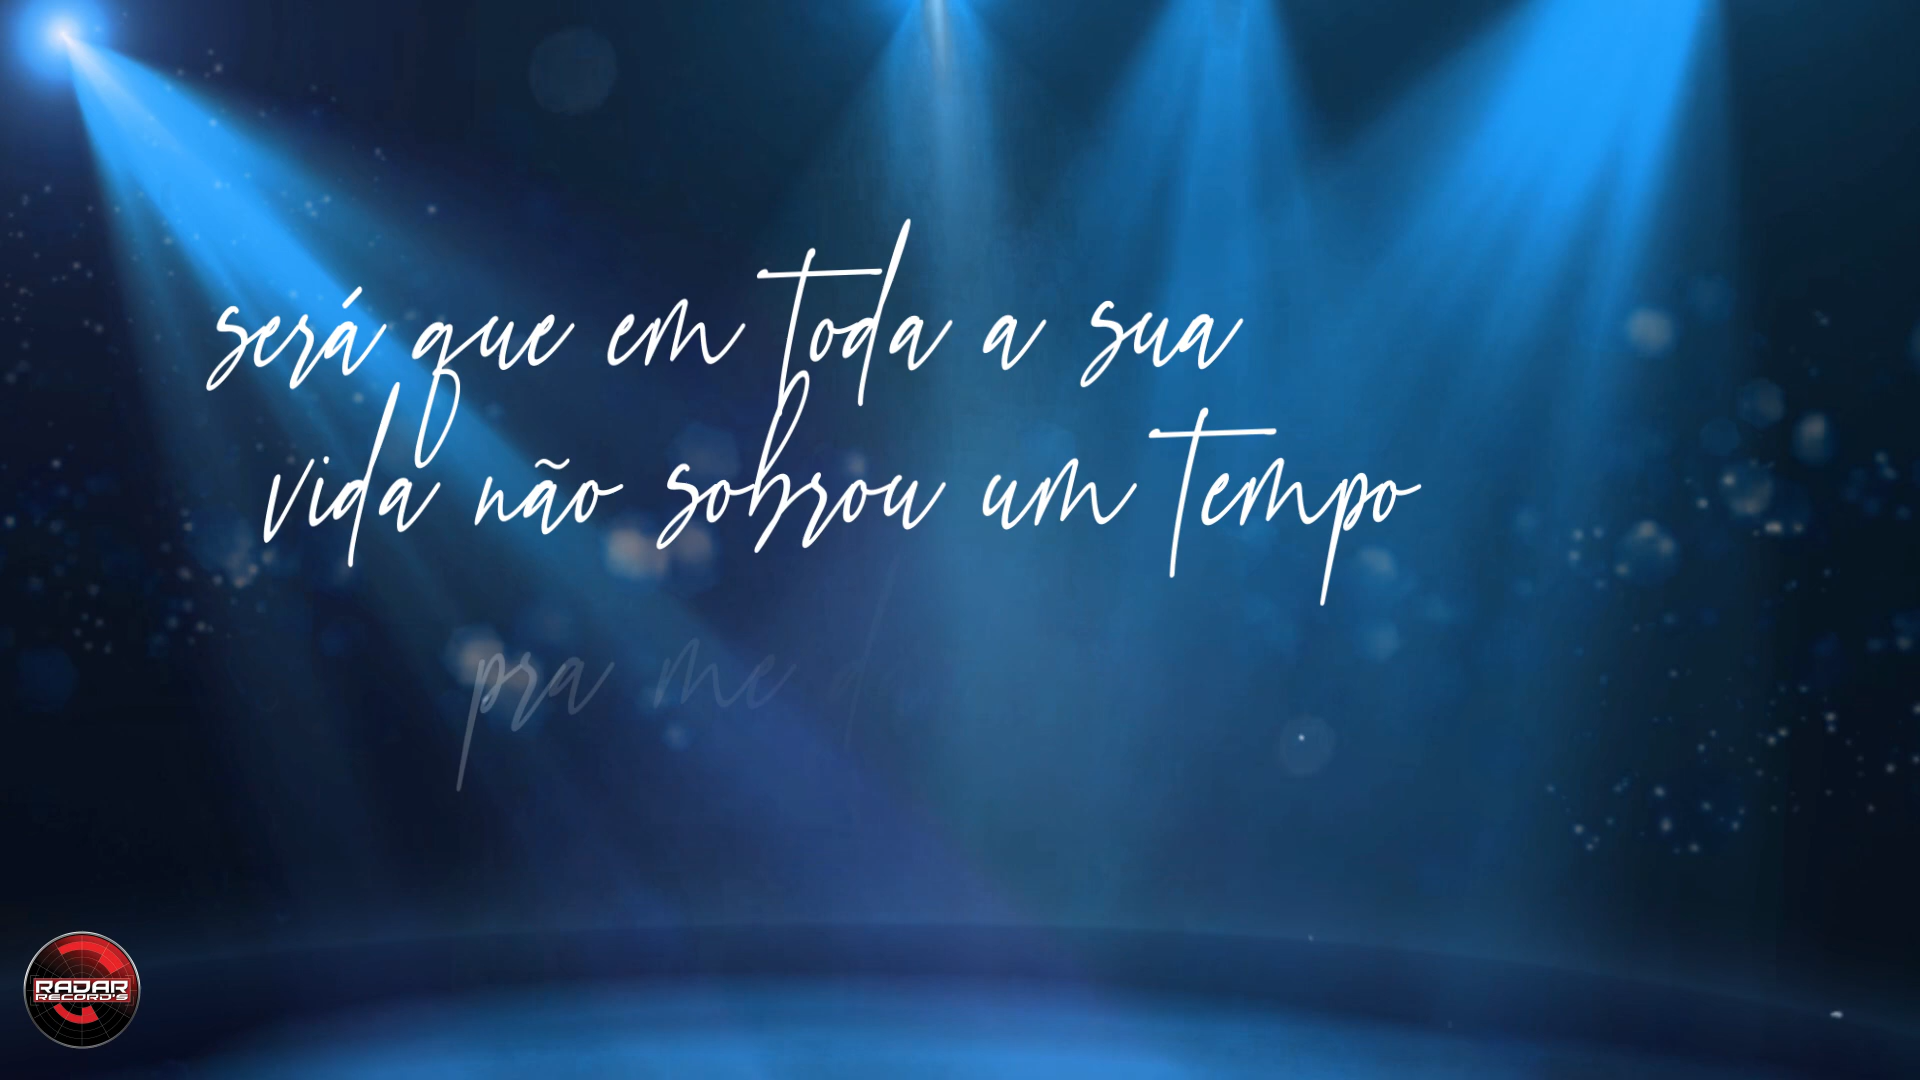 será que em toda a sua
vida não sobrou um tempo
pra me
RADAR
RECORD'S